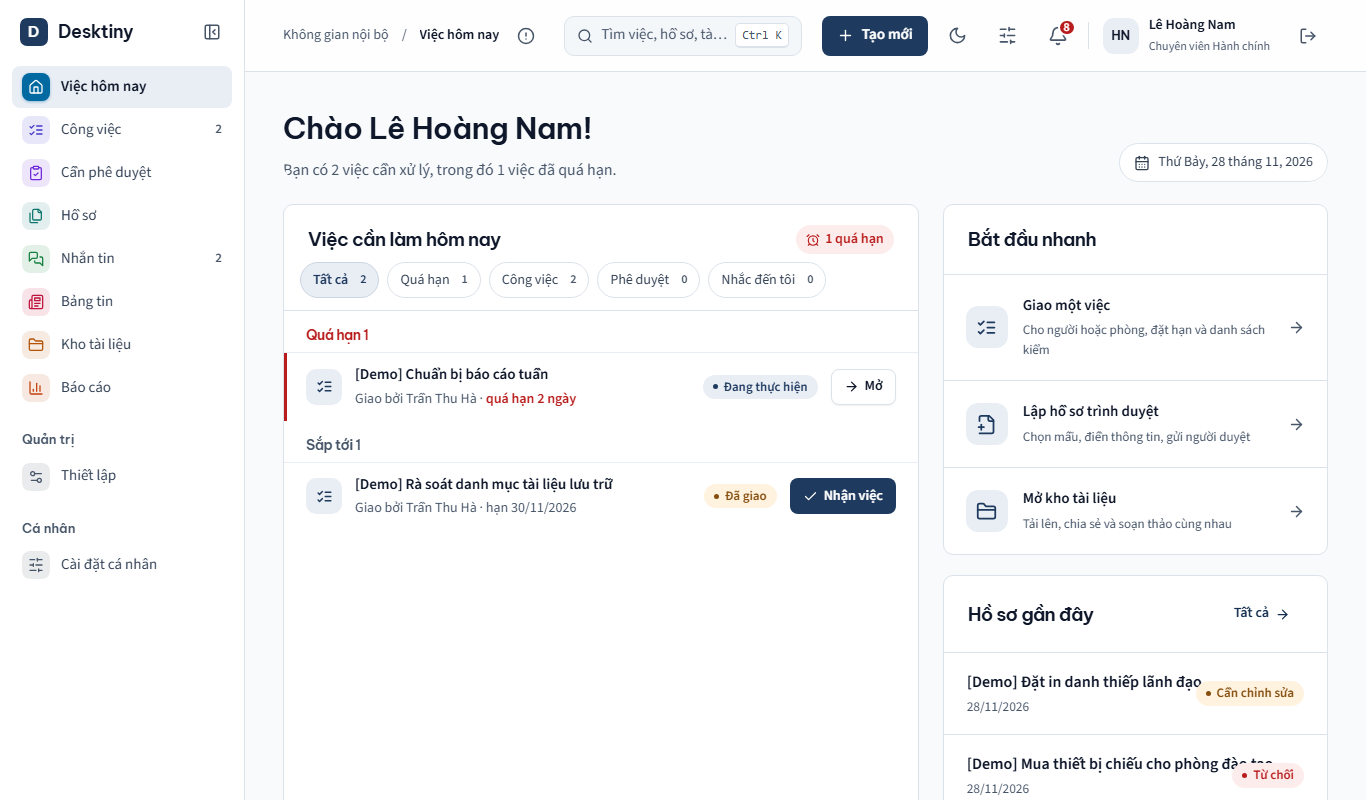 D Desktiny
Việc hôm nay
Công việc 2
Cần phê duyệt
Hồ sơ
Nhắn tin 2
Bảng tin
Kho tài liệu
Báo cáo
Quản trị
Thiết lập
Cá nhân
Cài đặt cá nhân
Không gian nội bộ / Việc hôm nay
Tìm việc, hồ sơ, tà... Ctrl K
Tạo mới
8
HN
Lê Hoàng Nam
Chuyên viên Hành chính
Chào Lê Hoàng Nam!
Bạn có 2 việc cần xử lý, trong đó 1 việc đã quá hạn.
Thứ Bảy, 28 tháng 11, 2026
Việc cần làm hôm nay
1 quá hạn
Tất cả 2
Quá hạn 1
Công việc 2
Phê duyệt 0
Nhắc đến tôi 0
Quá hạn 1
[Demo] Chuẩn bị báo cáo tuần
Giao bởi Trần Thu Hà · quá hạn 2 ngày
Đang thực hiện
Mở
Sắp tới 1
[Demo] Rà soát danh mục tài liệu lưu trữ
Giao bởi Trần Thu Hà · hạn 30/11/2026
Đã giao
Nhận việc
Bắt đầu nhanh
Giao một việc
Cho người hoặc phòng, đặt hạn và danh sách
kiểm
Lập hồ sơ trình duyệt
Chọn mẫu, điền thông tin, gửi người duyệt
Mở kho tài liệu
Tải lên, chia sẻ và soạn thảo cùng nhau
Hồ sơ gần đây
Tất cả
[Demo] Đặt in danh thiếp lãnh đạo
28/11/2026
Cần chỉnh sửa
[Demo] Mua thiết bị chiếu cho phòng đào tạo
28/11/2026
Từ chối